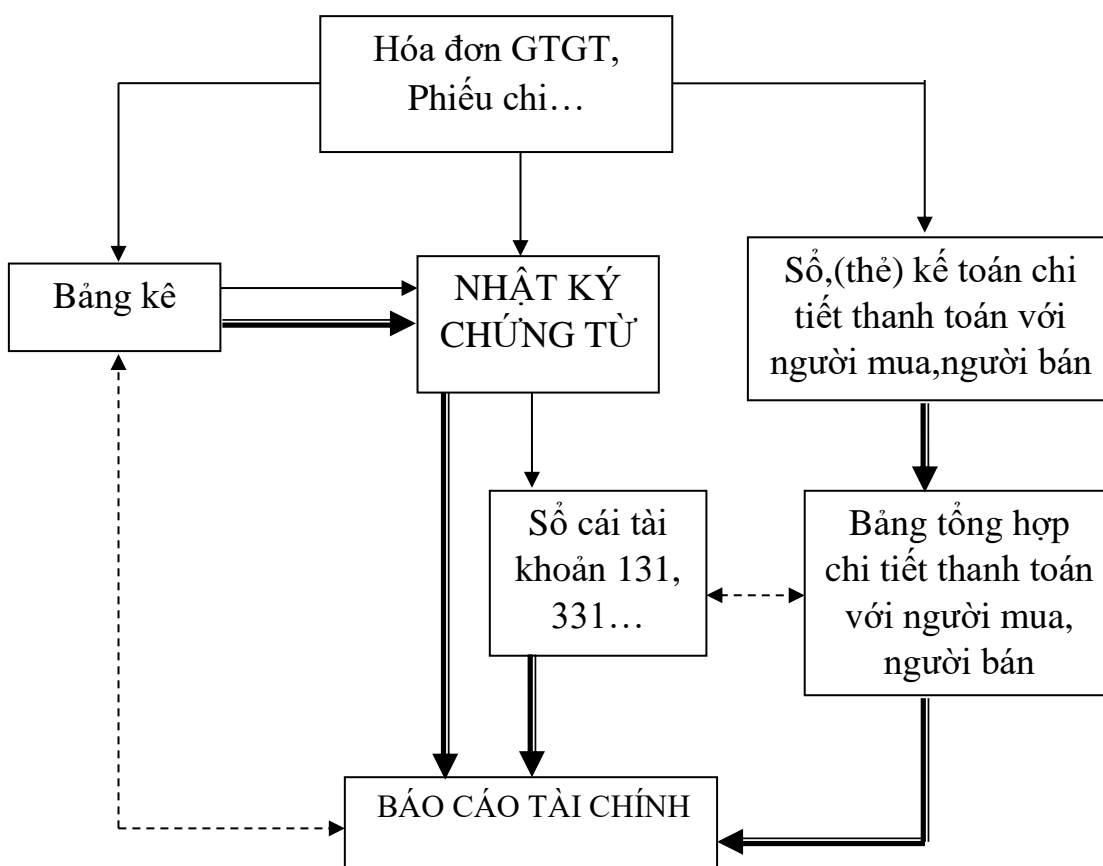 Hóa đơn GTGT,
Phiếu chi…
Bảng kê
NHẬT KÝ
CHỨNG TỪ
Sổ,(thẻ) kế toán chi
tiết thanh toán với
người mua,người bán
Sổ cái tài
khoản 131,
331…
Bảng tổng hợp
chi tiết thanh toán
với người mua,
người bán
BÁO CÁO TÀI CHÍNH